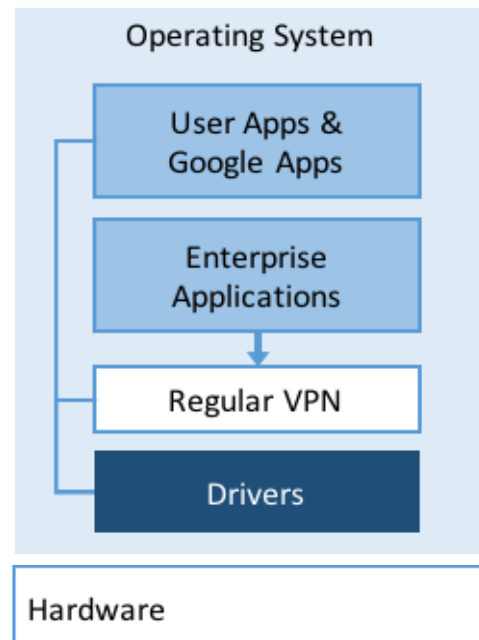 Operating System
User Apps &
Google Apps
Enterprise
Applications
Regular VPN
Drivers
Hardware